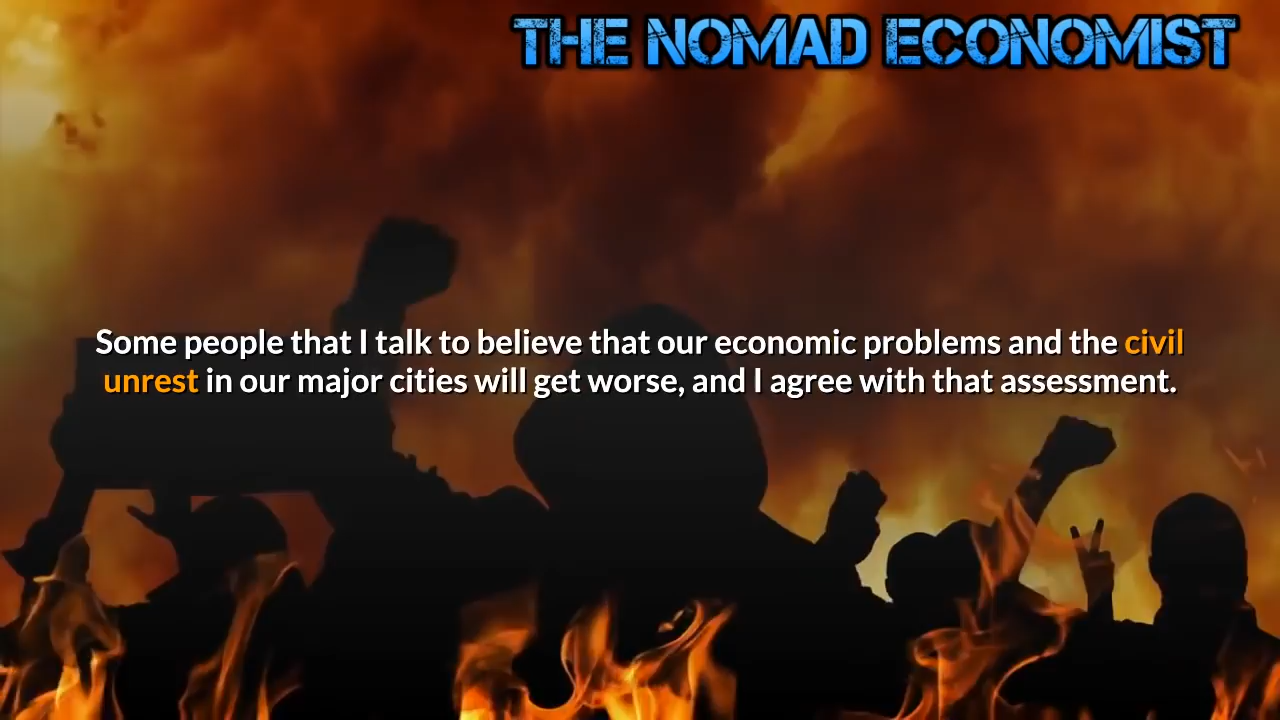 THE NOMAD ECONOMIST
Some people that I talk to believe that our economic problems and the civil
unrest in our major cities will get worse, and I agree with that assessment.